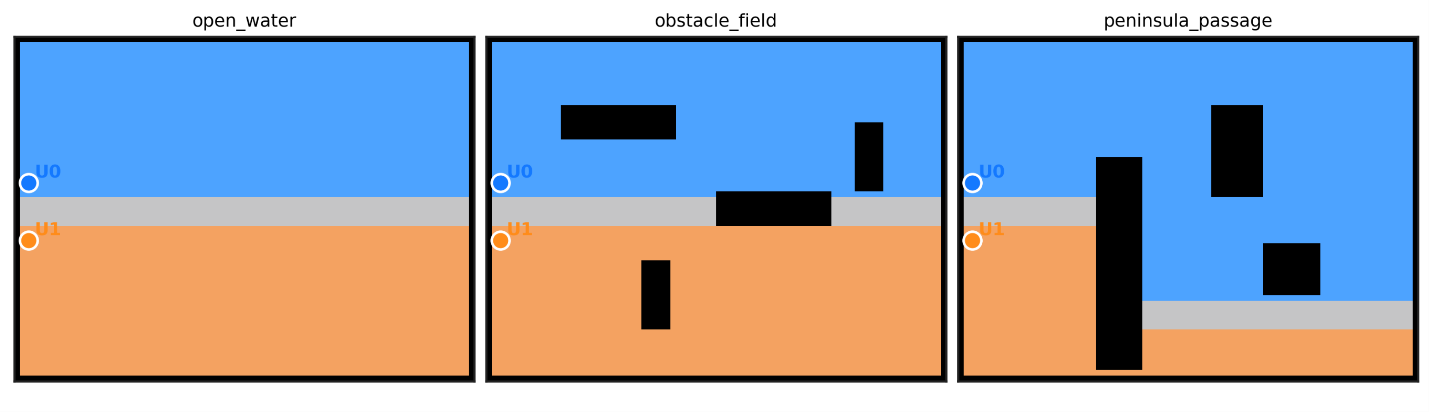 open_water
obstacle_field
peninsula_passage
U0
U0
U0
U1
U1
U1